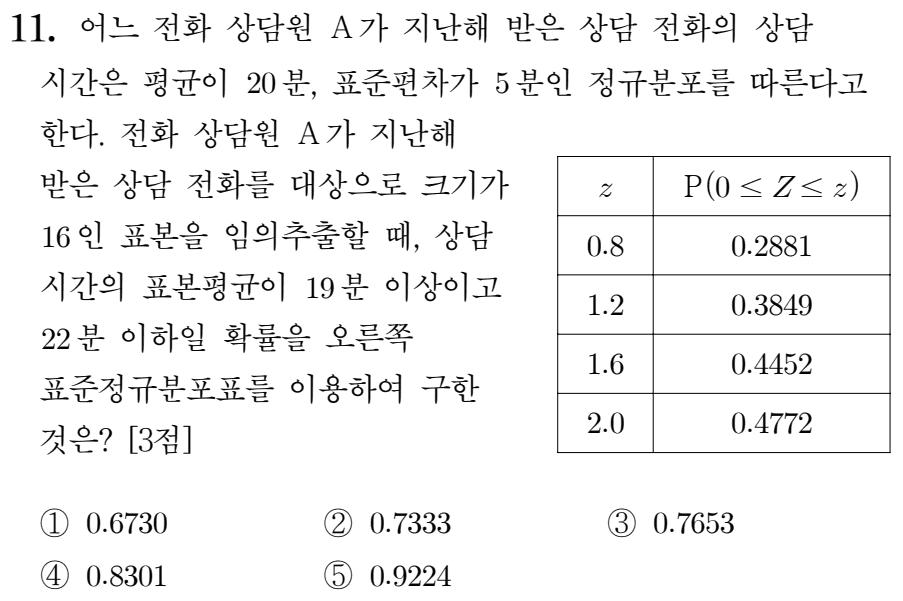 11. 어느 전화 상담원 A가 지난해 받은 상담 전화의 상담
시간은 평균이 20분, 표준편차가 5분인 정규분포를 따른다고
한다. 전화 상담원 A가 지난해
받은 상담 전화를 대상으로 크기가
16인 표본을 임의추출할 때, 상담
시간의 표본평균이 19분 이상이고
22분 이하일 확률을 오른쪽
표준정규분포표를 이용하여 구한
것은? [3점]
z P(0 ≤ Z ≤ z)
0.8 0.2881
1.2 0.3849
1.6 0.4452
2.0 0.4772
① 0.6730 ② 0.7333 ③ 0.7653
④ 0.8301 ⑤ 0.9224